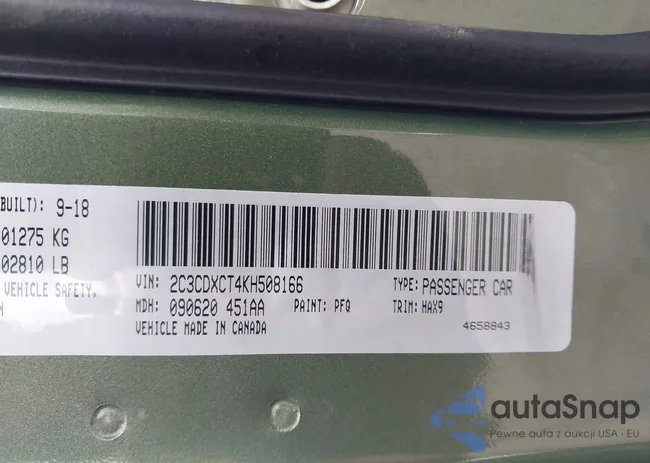 BUILT): 9-18
01275 KG
02810 LB
VEHICLE SAFETY,
N
VIN: 2C3CDXCT4KH508166 TYPE: PASSENGER CAR
MDH: 090620 451AA PAINT: PFQ TRIM: HAX9
VEHICLE MADE IN CANADA
4658843
autaSnap
Pewne auta z aukcji USA · EU